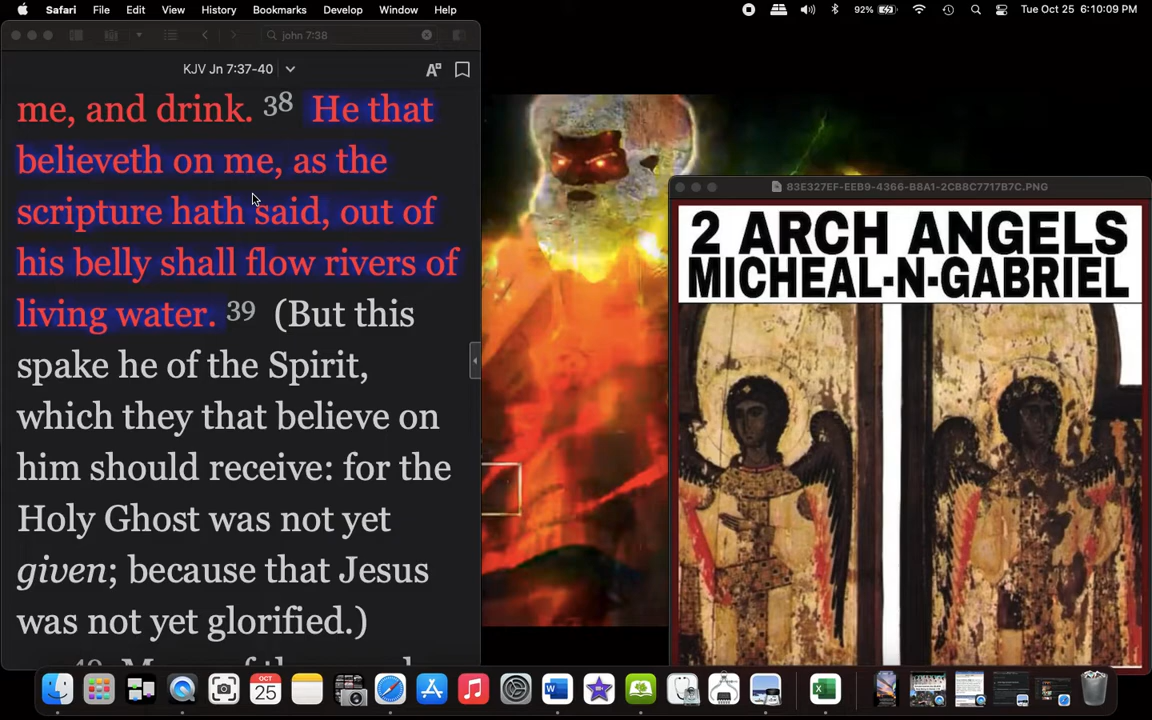 Safari File Edit View History Bookmarks Develop Window Help
92% Tue Oct 25 6:10:09 PM
john 7:38
KJV Jn 7:37-40
me, and drink. 38 He that
believeth on me, as the
scripture hath said, out of
his belly shall flow rivers of
living water. 39 (But this
spake he of the Spirit,
which they that believe on
him should receive: for the
Holy Ghost was not yet
given; because that Jesus
was not yet glorified.)
83E327EF-EEB9-4366-B8A1-2CB8C7717B7C.PNG
2 ARCH ANGELS
MICHEAL-N-GABRIEL
OCT
25